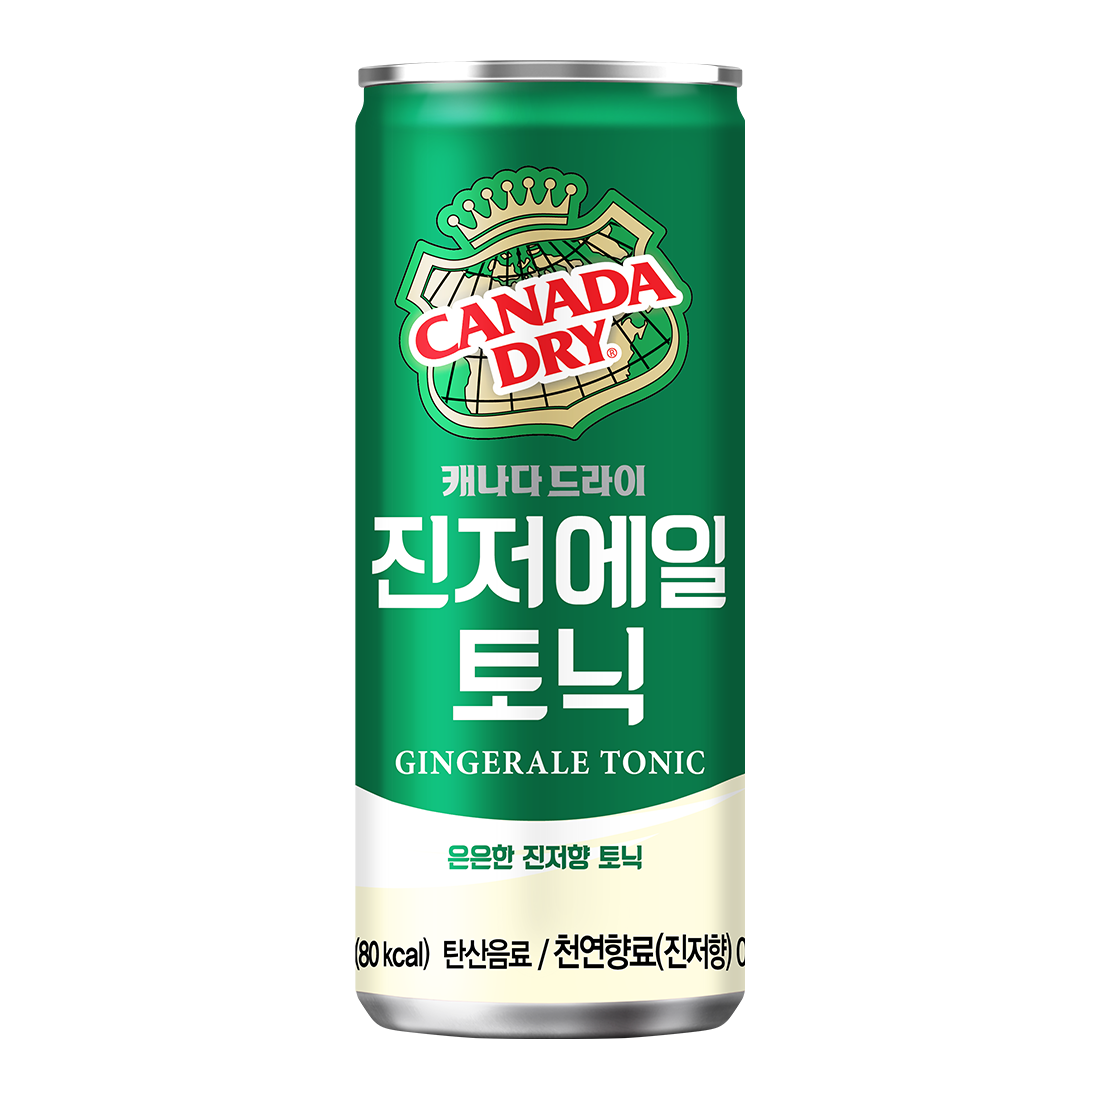 CANADA
DRY®
캐나다 드라이
진저에일
토닉
GINGERALE TONIC
은은한 진저향 토닉
(80 kcal) 탄산음료 / 천연향료(진저향)